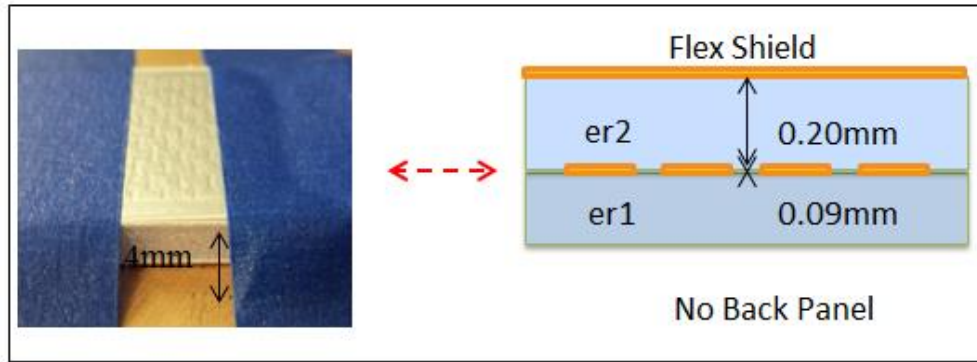 4mm
Flex Shield
er2
0.20mm
er1
0.09mm
No Back Panel